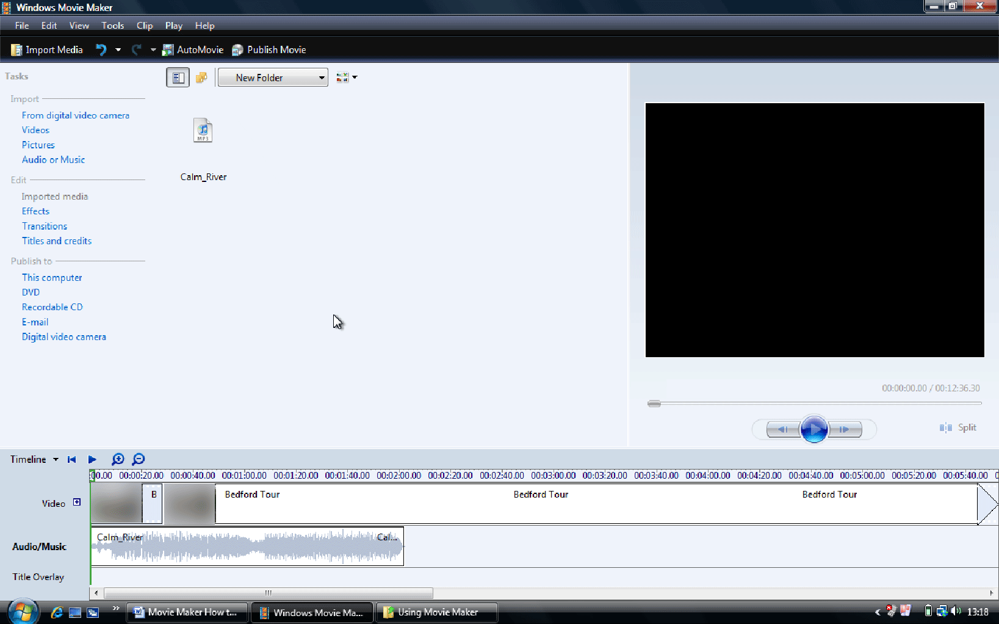 Windows Movie Maker
File Edit View Tools Clip Play Help
Import Media AutoMovie Publish Movie
Tasks
New Folder
Import
From digital video camera
Videos
Pictures
Audio or Music
MP3
Calm_River
Edit
Imported media
Effects
Transitions
Titles and credits
Publish to
This computer
DVD
Recordable CD
E-mail
Digital video camera
00:00:00.00 / 00:12:36.30
Split
Timeline
:00.00 00:00:20.00 00:00:40.00 00:01:00.00 00:01:20.00 00:01:40.00 00:02:00.00 00:02:20.00 00:02:40.00 00:03:00.00 00:03:20.00 00:03:40.00 00:04:00.00 00:04:20.00 00:04:40.00 00:05:00.00 00:05:20.00 00:05:40.00
Video B Bedford Tour Bedford Tour Bedford Tour
Audio/Music Calm_River Cal...
Title Overlay
Movie Maker How t... Windows Movie Ma... Using Movie Maker 13:18